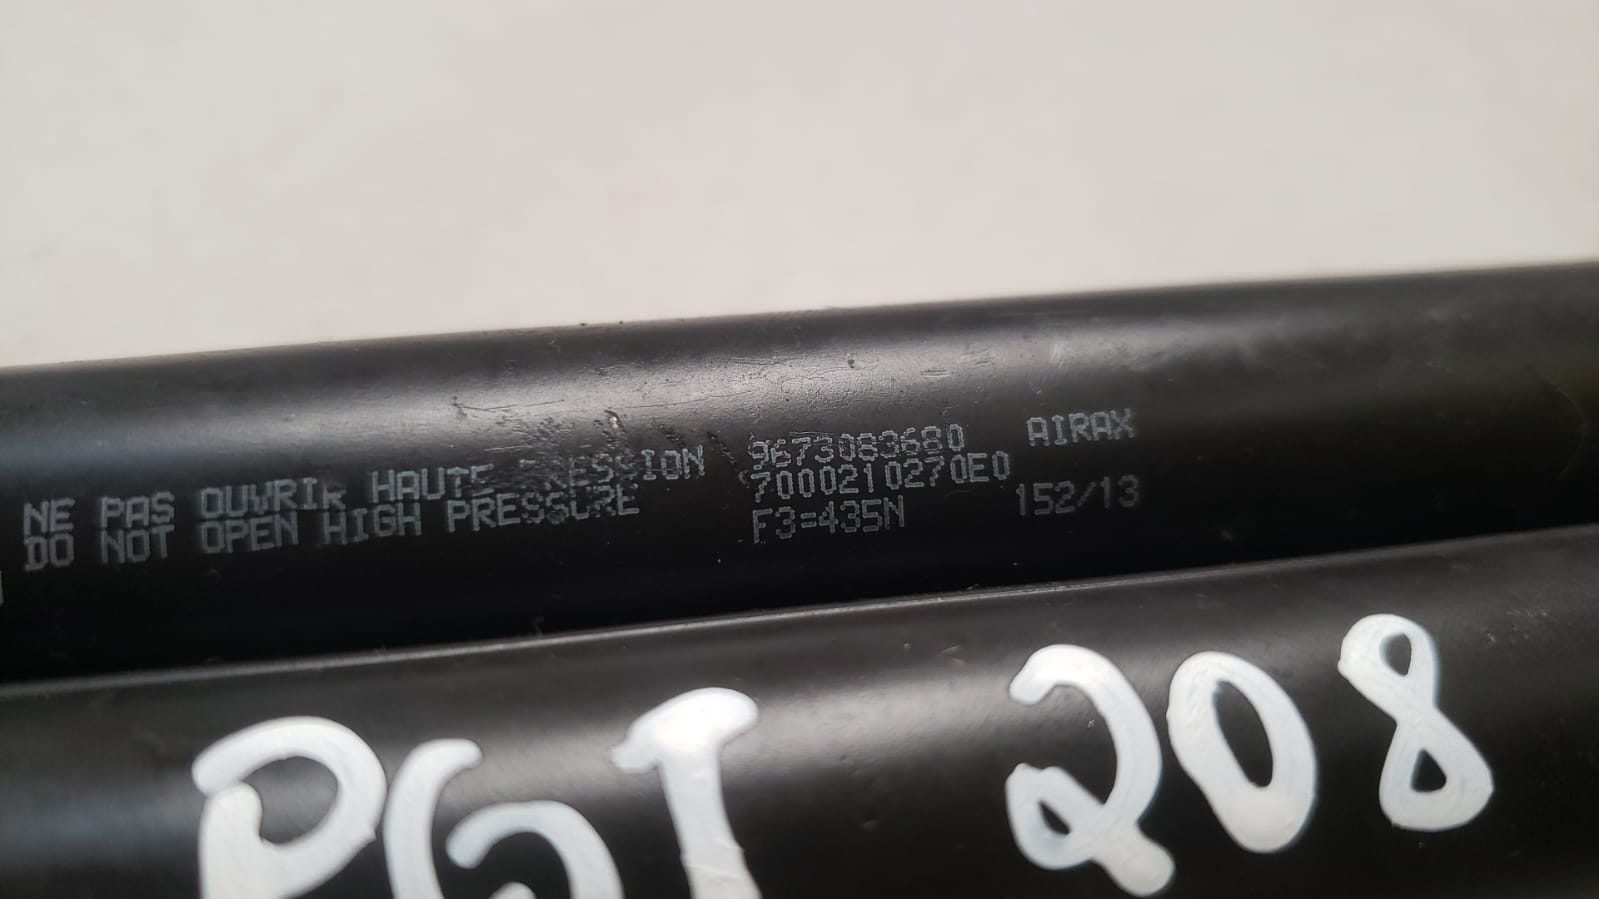 NE PAS OUVRIR HAUTE PRESSION 9673083680 AIRAX
DO NOT OPEN HIGH PRESSURE 7000210270E0
F3=435N 152/13
PGT 208